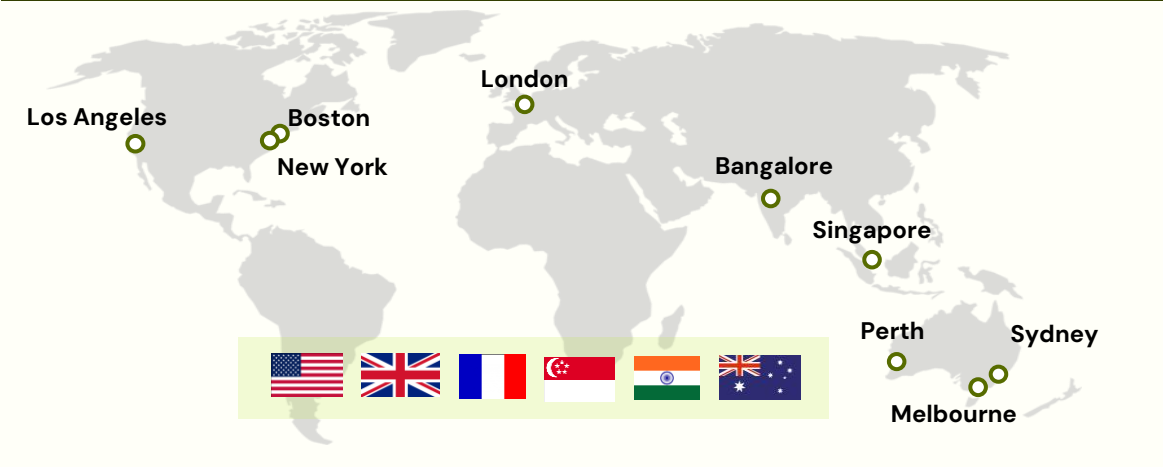 London
Los Angeles
Boston
New York
Bangalore
Singapore
Perth
Sydney
Melbourne